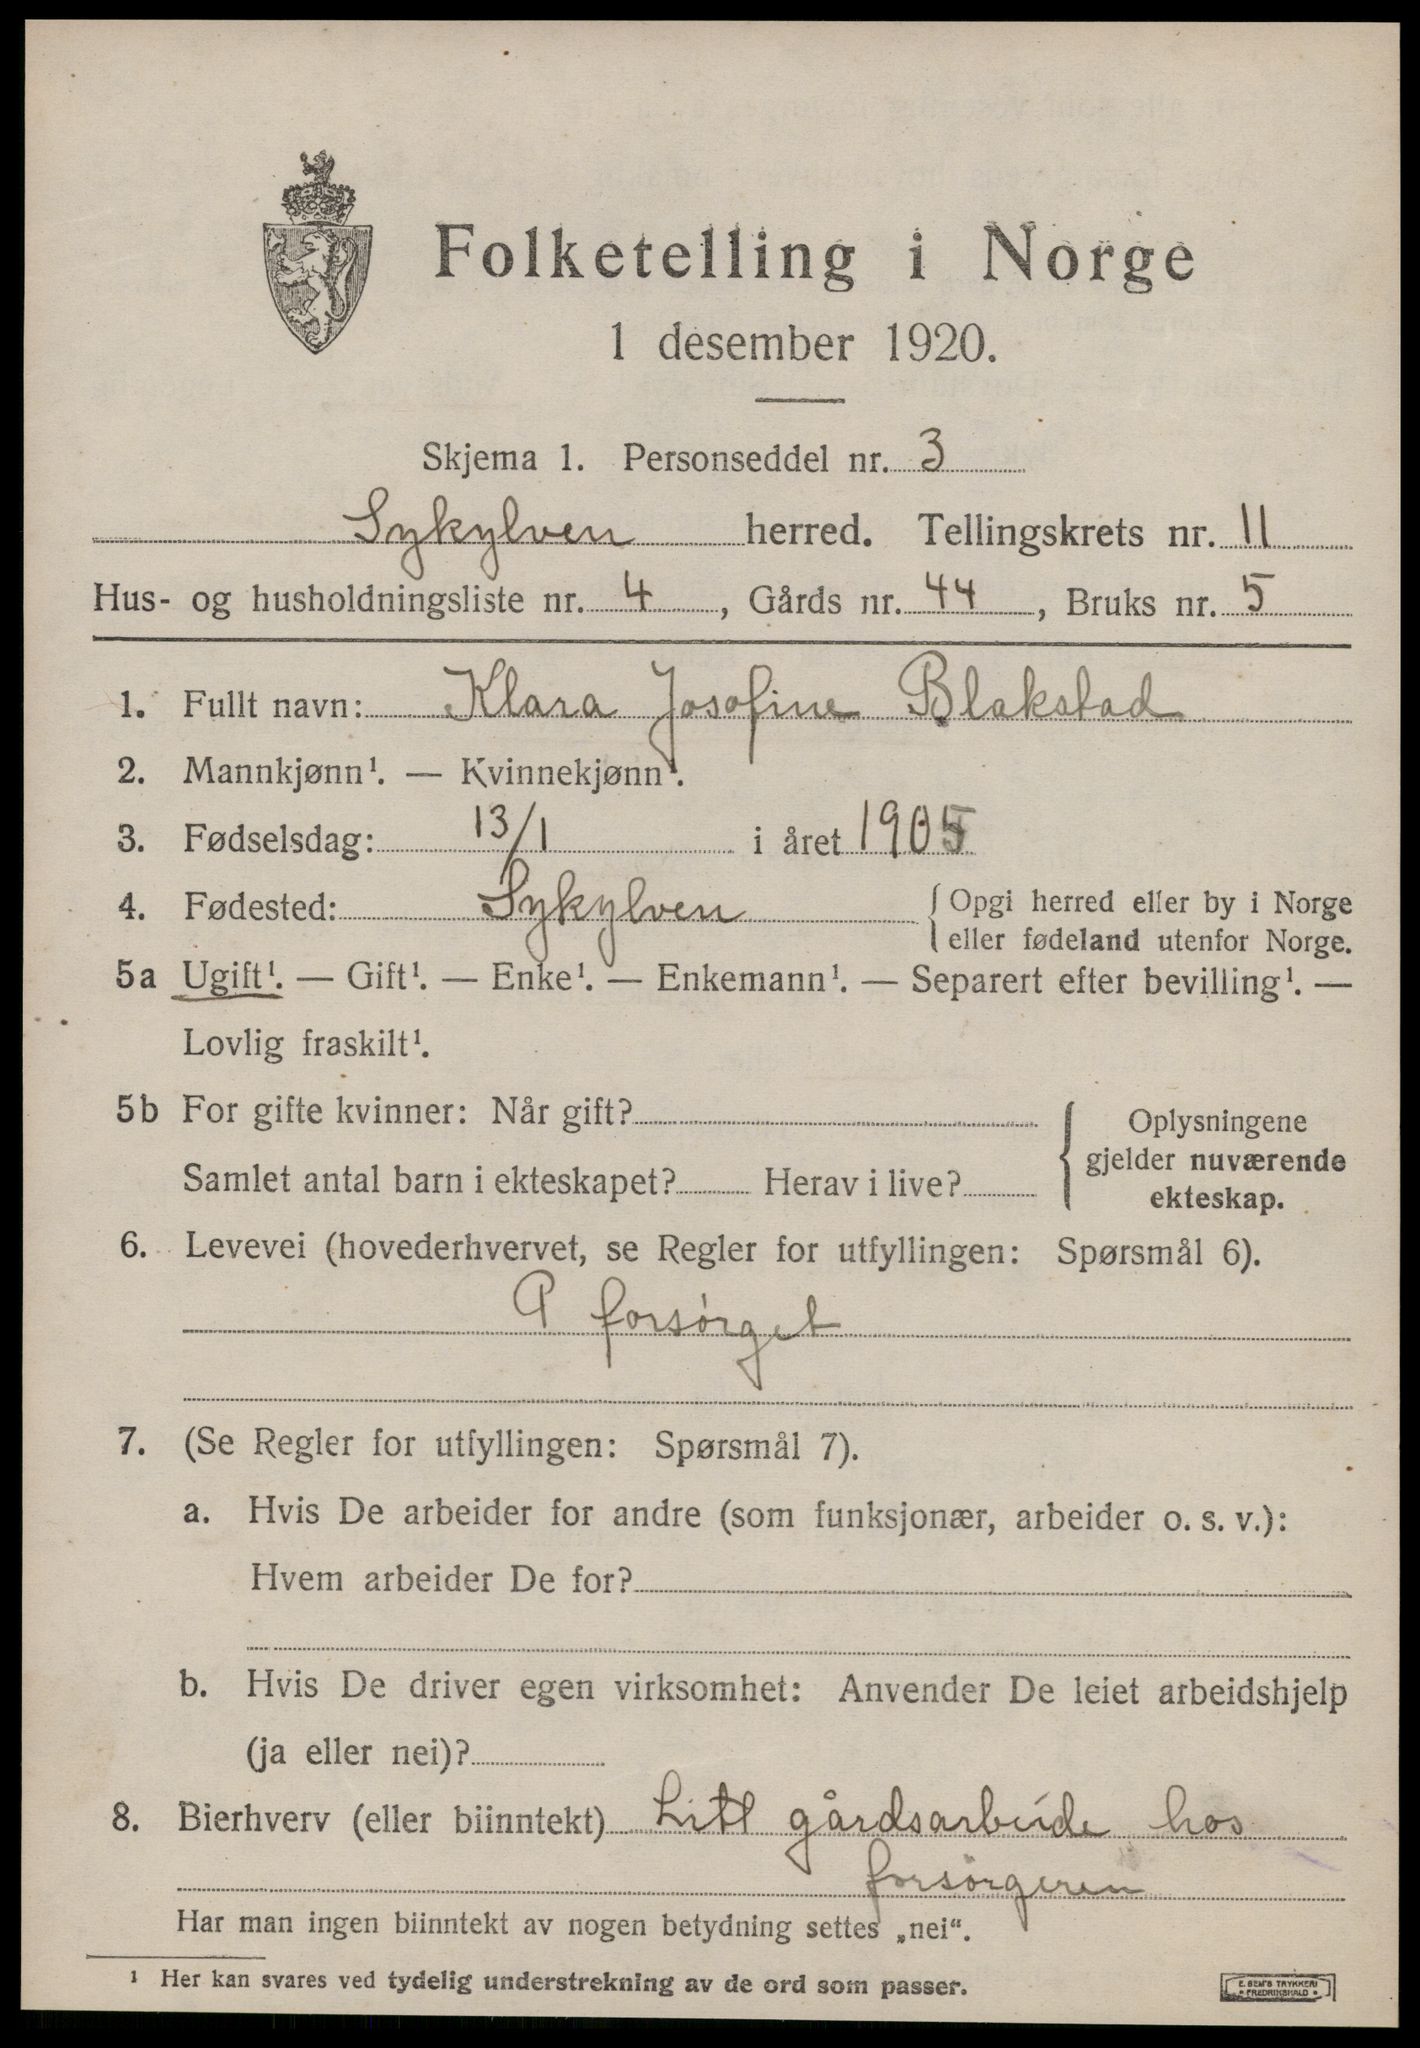 Folketelling i Norge
1 desember 1920.
Skjema 1. Personseddel nr. 3
Sykylven herred. Tellingskrets nr. 11
Hus- og husholdningsliste nr. 4, Gårds nr. 44, Bruks nr. 5
1. Fullt navn: Klara Josofine Blakstad
2. Mannkjønn¹. — Kvinnekjønn¹.
3. Fødselsdag: 13/1 i året 1905
4. Fødested: Sykylven { Opgi herred eller by i Norge
eller fødeland utenfor Norge.
5a Ugift¹. — Gift¹. — Enke¹. — Enkemann¹. — Separert efter bevilling¹. —
Lovlig fraskilt¹.
5b For gifte kvinner: Når gift?
Samlet antal barn i ekteskapet? Herav i live?
Oplysningene
gjelder nuværende
ekteskap.
6. Levevei (hovederhvervet, se Regler for utfyllingen: Spørsmål 6).
P forsørget
7. (Se Regler for utfyllingen: Spørsmål 7).
a. Hvis De arbeider for andre (som funksjonær, arbeider o. s. v.):
Hvem arbeider De for?
b. Hvis De driver egen virksomhet: Anvender De leiet arbeidshjelp
(ja eller nei)?
8. Bierhverv (eller biinntekt) Litt gårdsarbeide hos
forsørgeren
Har man ingen biinntekt av nogen betydning settes „nei“.
¹ Her kan svares ved tydelig understrekning av de ord som passer.
E. SEM'S TRYKKERI
• FREDRIKSHALD •